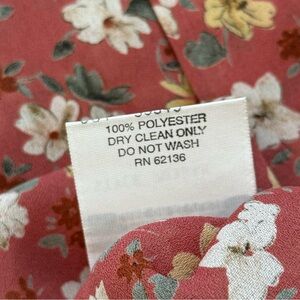 100% POLYESTER
DRY CLEAN ONLY
DO NOT WASH
RN 62136